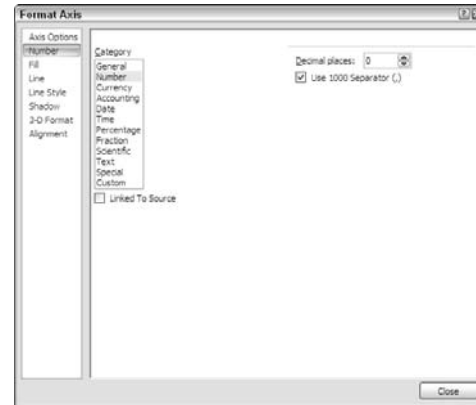 Format Axis
Axis Options
Number
Fill
Line
Line Style
Shadow
3-D Format
Alignment
Category
General
Number
Currency
Accounting
Date
Time
Percentage
Fraction
Scientific
Text
Special
Custom
Linked To Source
Decimal places: 0
Use 1000 Separator (,)
Close